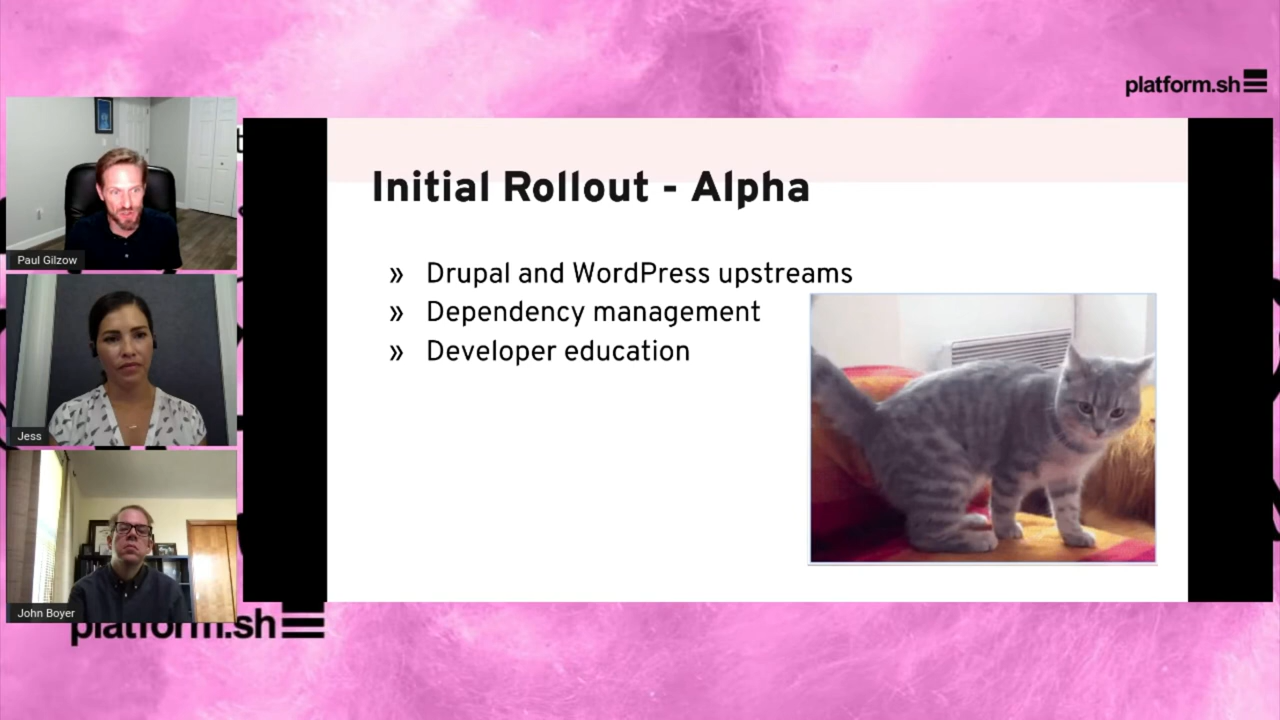 platform.sh
Initial Rollout - Alpha
» Drupal and WordPress upstreams
» Dependency management
» Developer education
Paul Gilzow
Jess
John Boyer
platform.sh